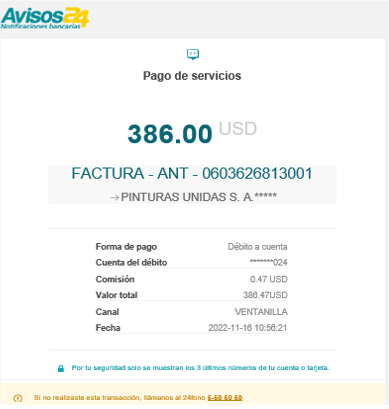 Avisos24
Notificaciones bancarias
Pago de servicios
386.00 USD
FACTURA - ANT - 0603626813001
→PINTURAS UNIDAS S. A.*****
Forma de pago Débito a cuenta
Cuenta del débito *******024
Comisión 0.47 USD
Valor total 386.47USD
Canal VENTANILLA
Fecha 2022-11-16 10:56:21
Por tu seguridad solo se muestran los 3 últimos números de tu cuenta o tarjeta.
Si no realizaste esta transacción, llámanos al 24fono 6-60 60 60